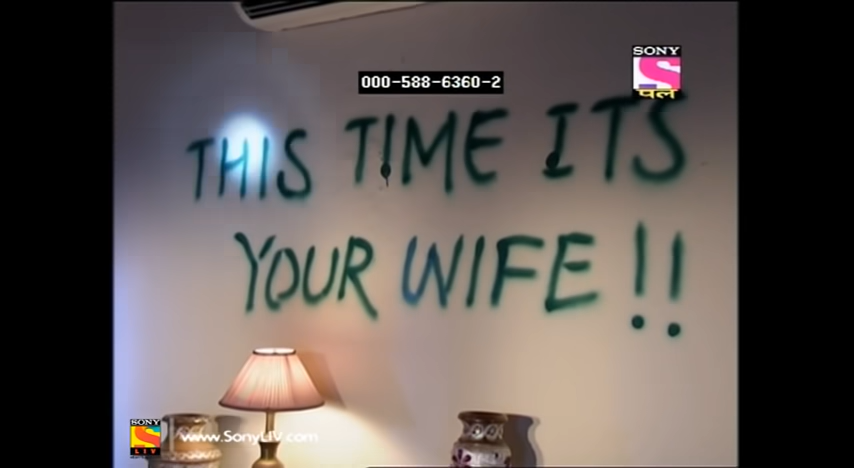 SONY
S
पल
000-588-6360-2
THIS TIME ITS
YOUR WIFE!!
SONY
LIV
www.SonyLIV.com